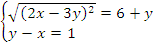 {√((2x − 3y)²) = 6 + y
y − x = 1